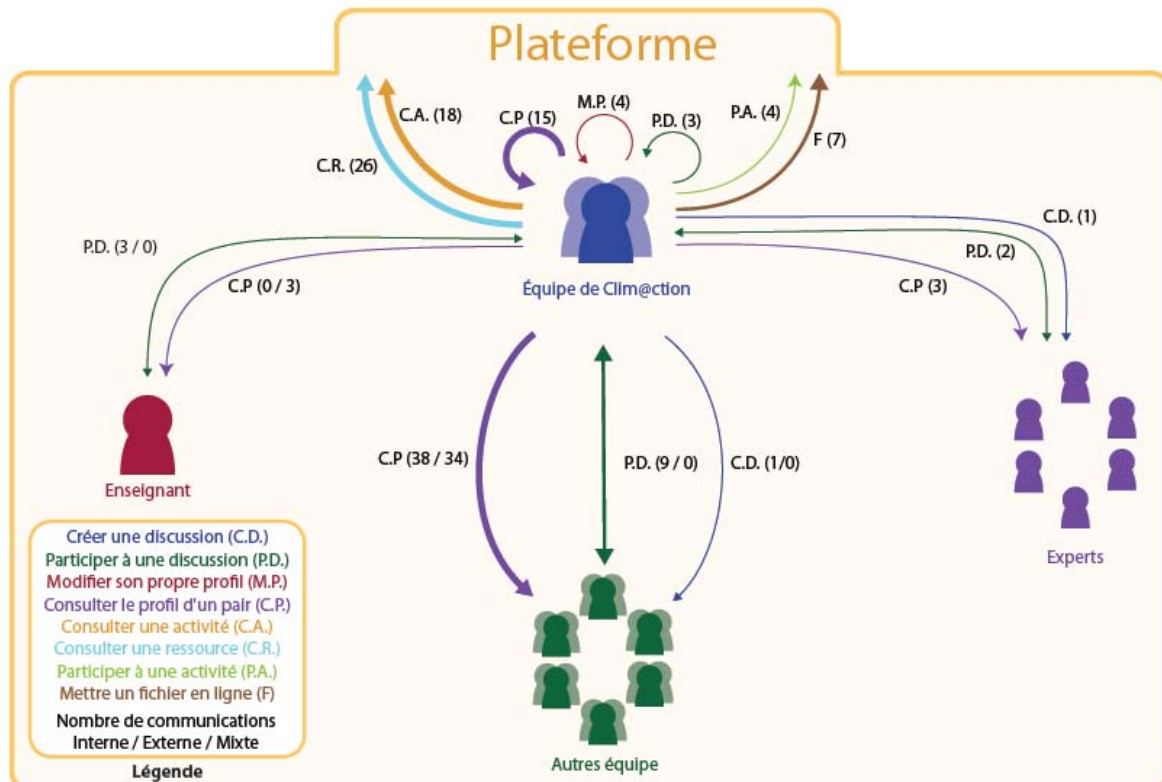 Plateforme
C.R. (26)
C.A. (18)
C.P (15)
M.P. (4)
P.D. (3)
P.A. (4)
F (7)
P.D. (3 / 0)
C.P (0 / 3)
Équipe de Clim@ction
C.D. (1)
P.D. (2)
C.P (3)
C.P (38 / 34)
P.D. (9 / 0)
C.D. (1/0)
Enseignant
Experts
Autres équipe
Créer une discussion (C.D.)
Participer à une discussion (P.D.)
Modifier son propre profil (M.P.)
Consulter le profil d'un pair (C.P.)
Consulter une activité (C.A.)
Consulter une ressource (C.R.)
Participer à une activité (P.A.)
Mettre un fichier en ligne (F)
Nombre de communications
Interne / Externe / Mixte
Légende